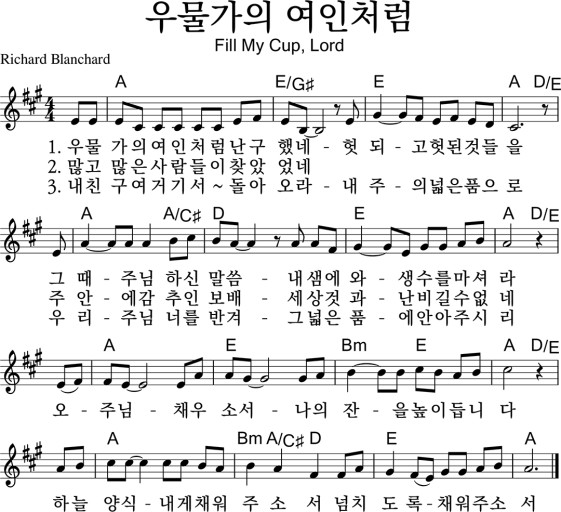 우물가의 여인처럼
Fill My Cup, Lord
Richard Blanchard
A E/G♯ E A D/E
4/4
1. 우물 가의여인처럼난구 했네 - 헛 되 - 고헛된것들 을
2. 많고 많은사람들이찾았 었네
3. 내친 구여거기서~돌아 오라 - 내 주 - 의넓은품으 로
A A/C♯ D E A D/E
그 때 - 주님 하신 말씀 - 내샘에 와 - 생수를마셔 라
주 안 - 에감 추인 보배 - 세상것 과 - 난비길수없 네
우 리 - 주님 너를 반겨 - 그넓은 품 - 에안아주시 리
A E Bm E A D/E
오 - 주님 - 채우 소서 - 나의 잔 - 을높이듭니 다
A Bm A/C♯ D E A
하늘 양식 - 내게채워 주 소 서 넘치 도 록 - 채워주소 서